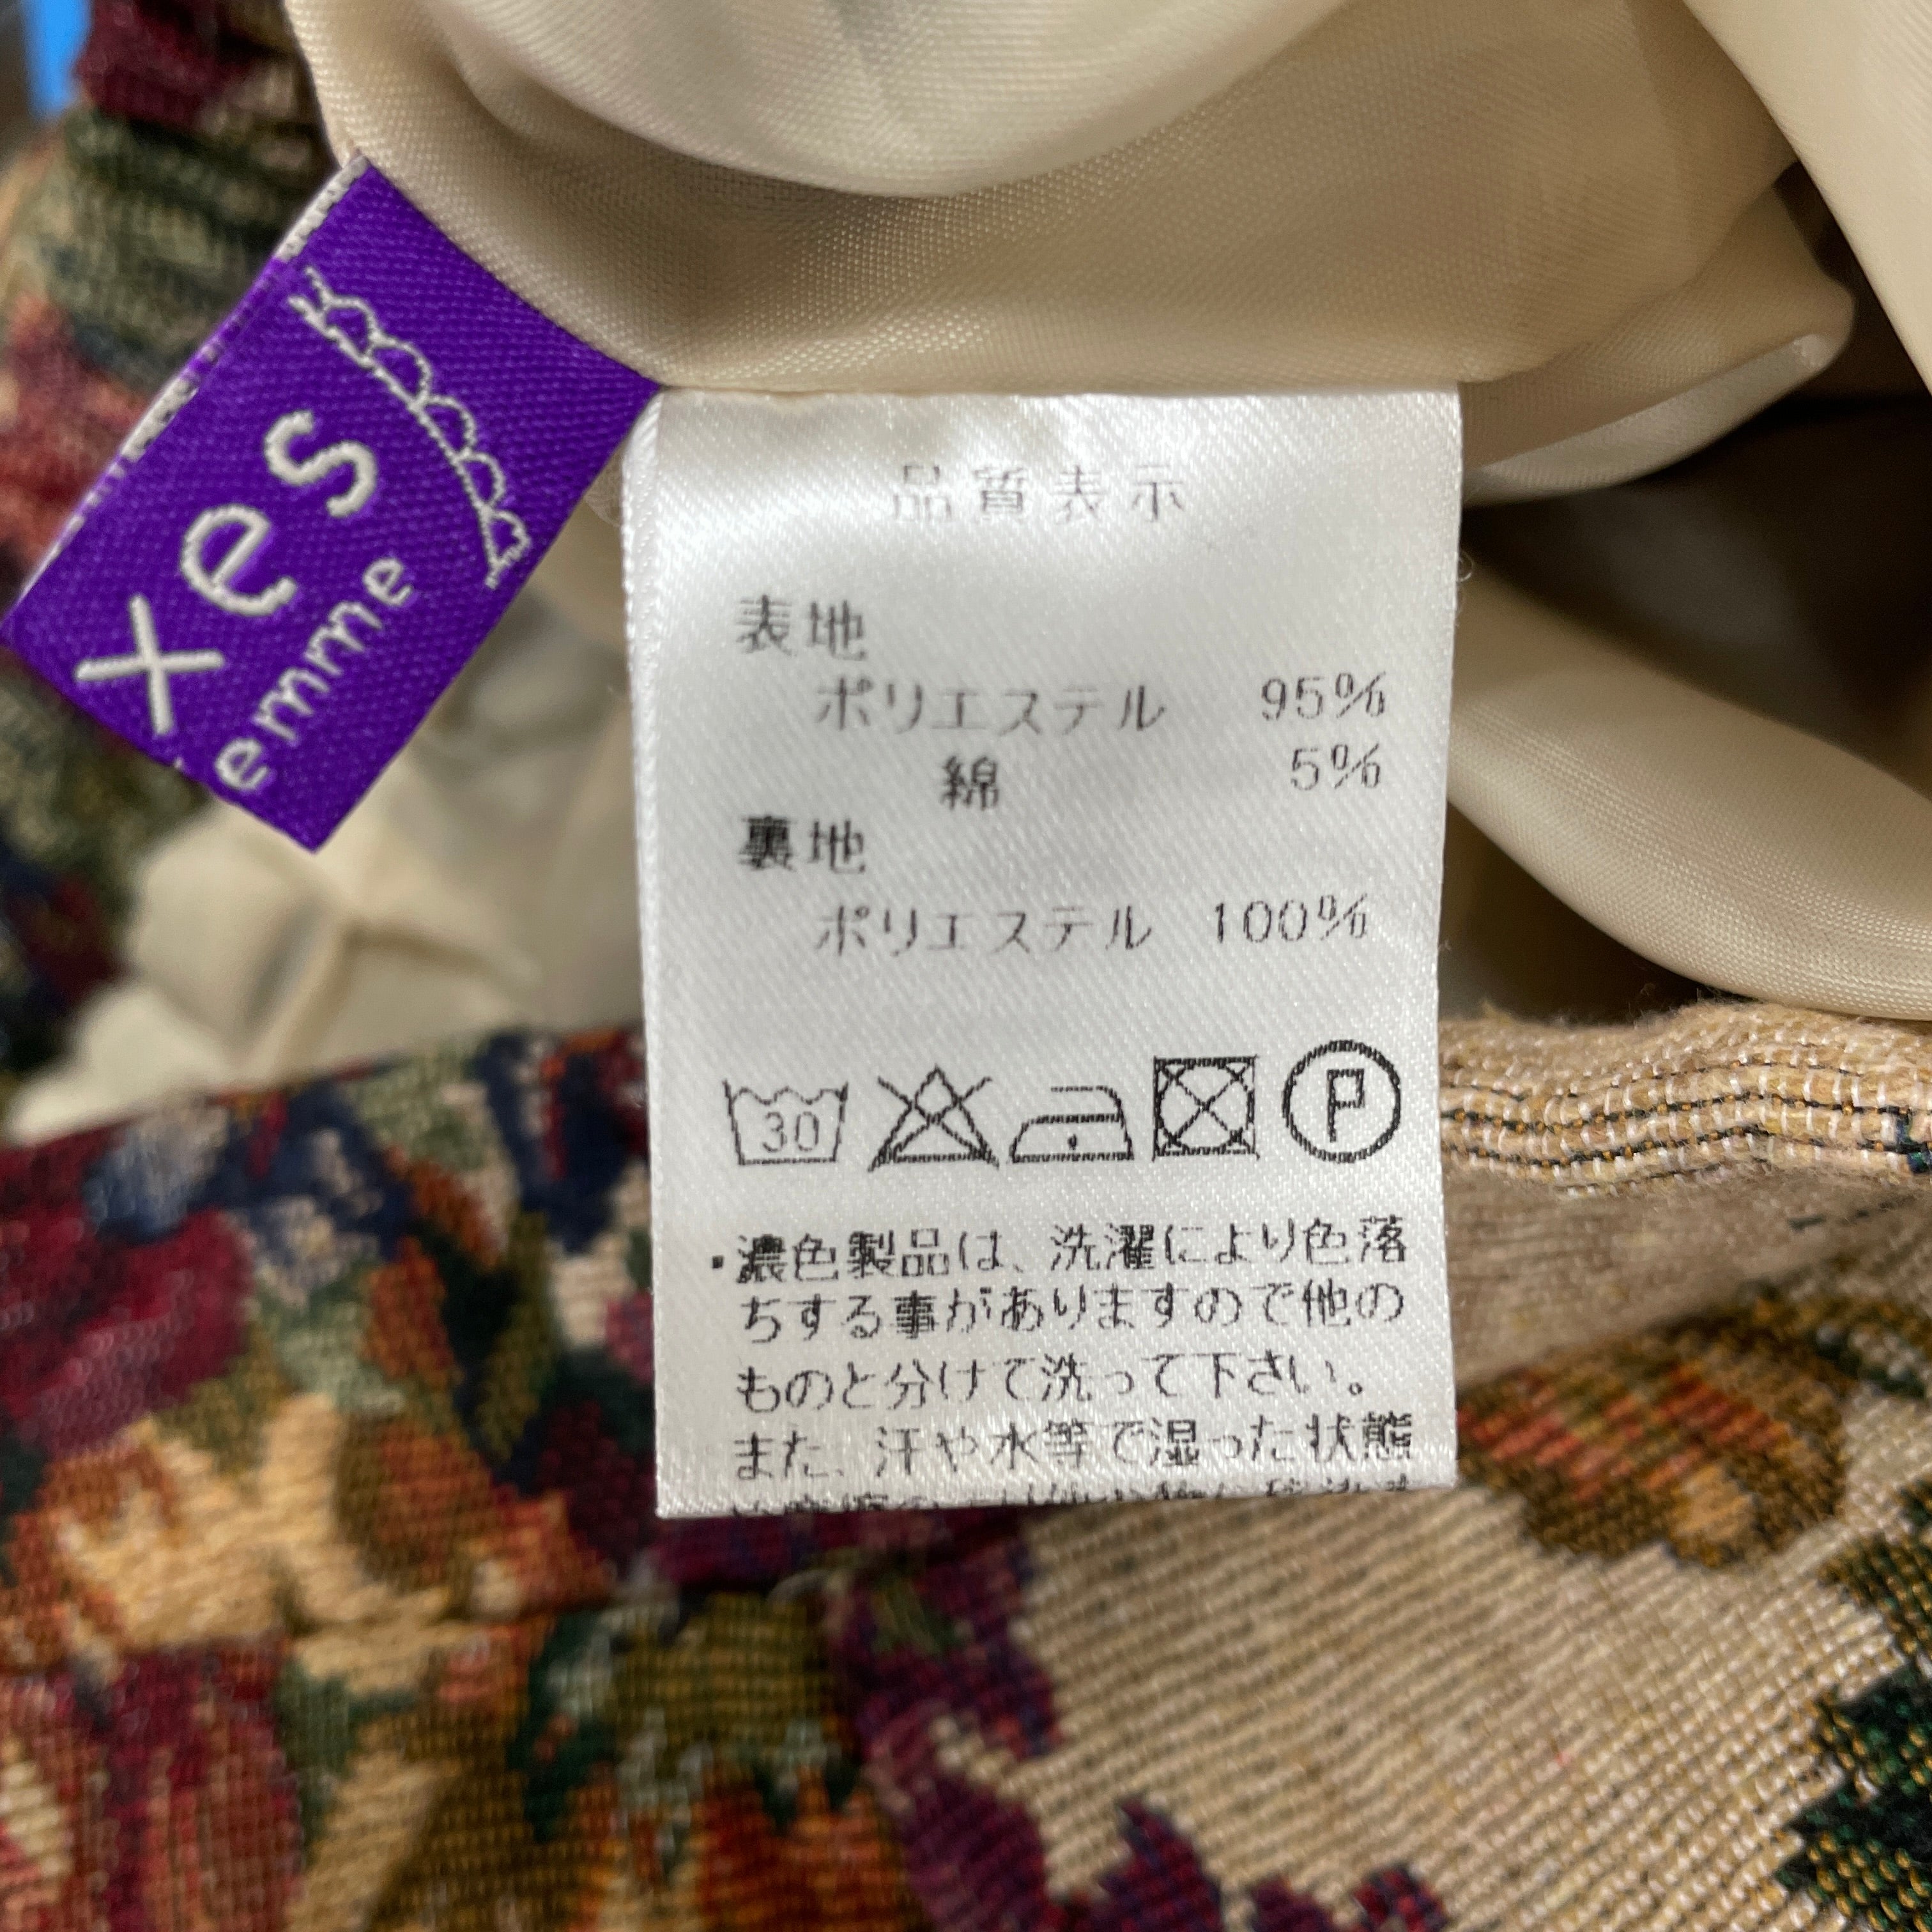 xes
emme
品質表示
表地
ポリエステル 95%
綿 5%
裏地
ポリエステル 100%
30
P
・濃色製品は、洗濯により色落
ちする事がありますので他の
ものと分けて洗って下さい。
また、汗や水等で湿った状態